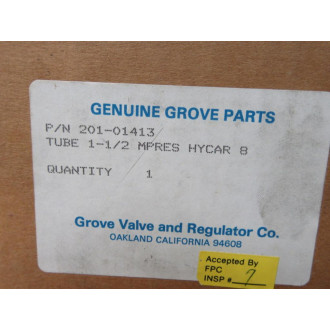 GENUINE GROVE PARTS
P/N 201-01413
TUBE 1-1/2 MPRES HYCAR B
QUANTITY 1
Grove Valve and Regulator Co.
OAKLAND CALIFORNIA 94608
Accepted By
FPC
INSP # 7